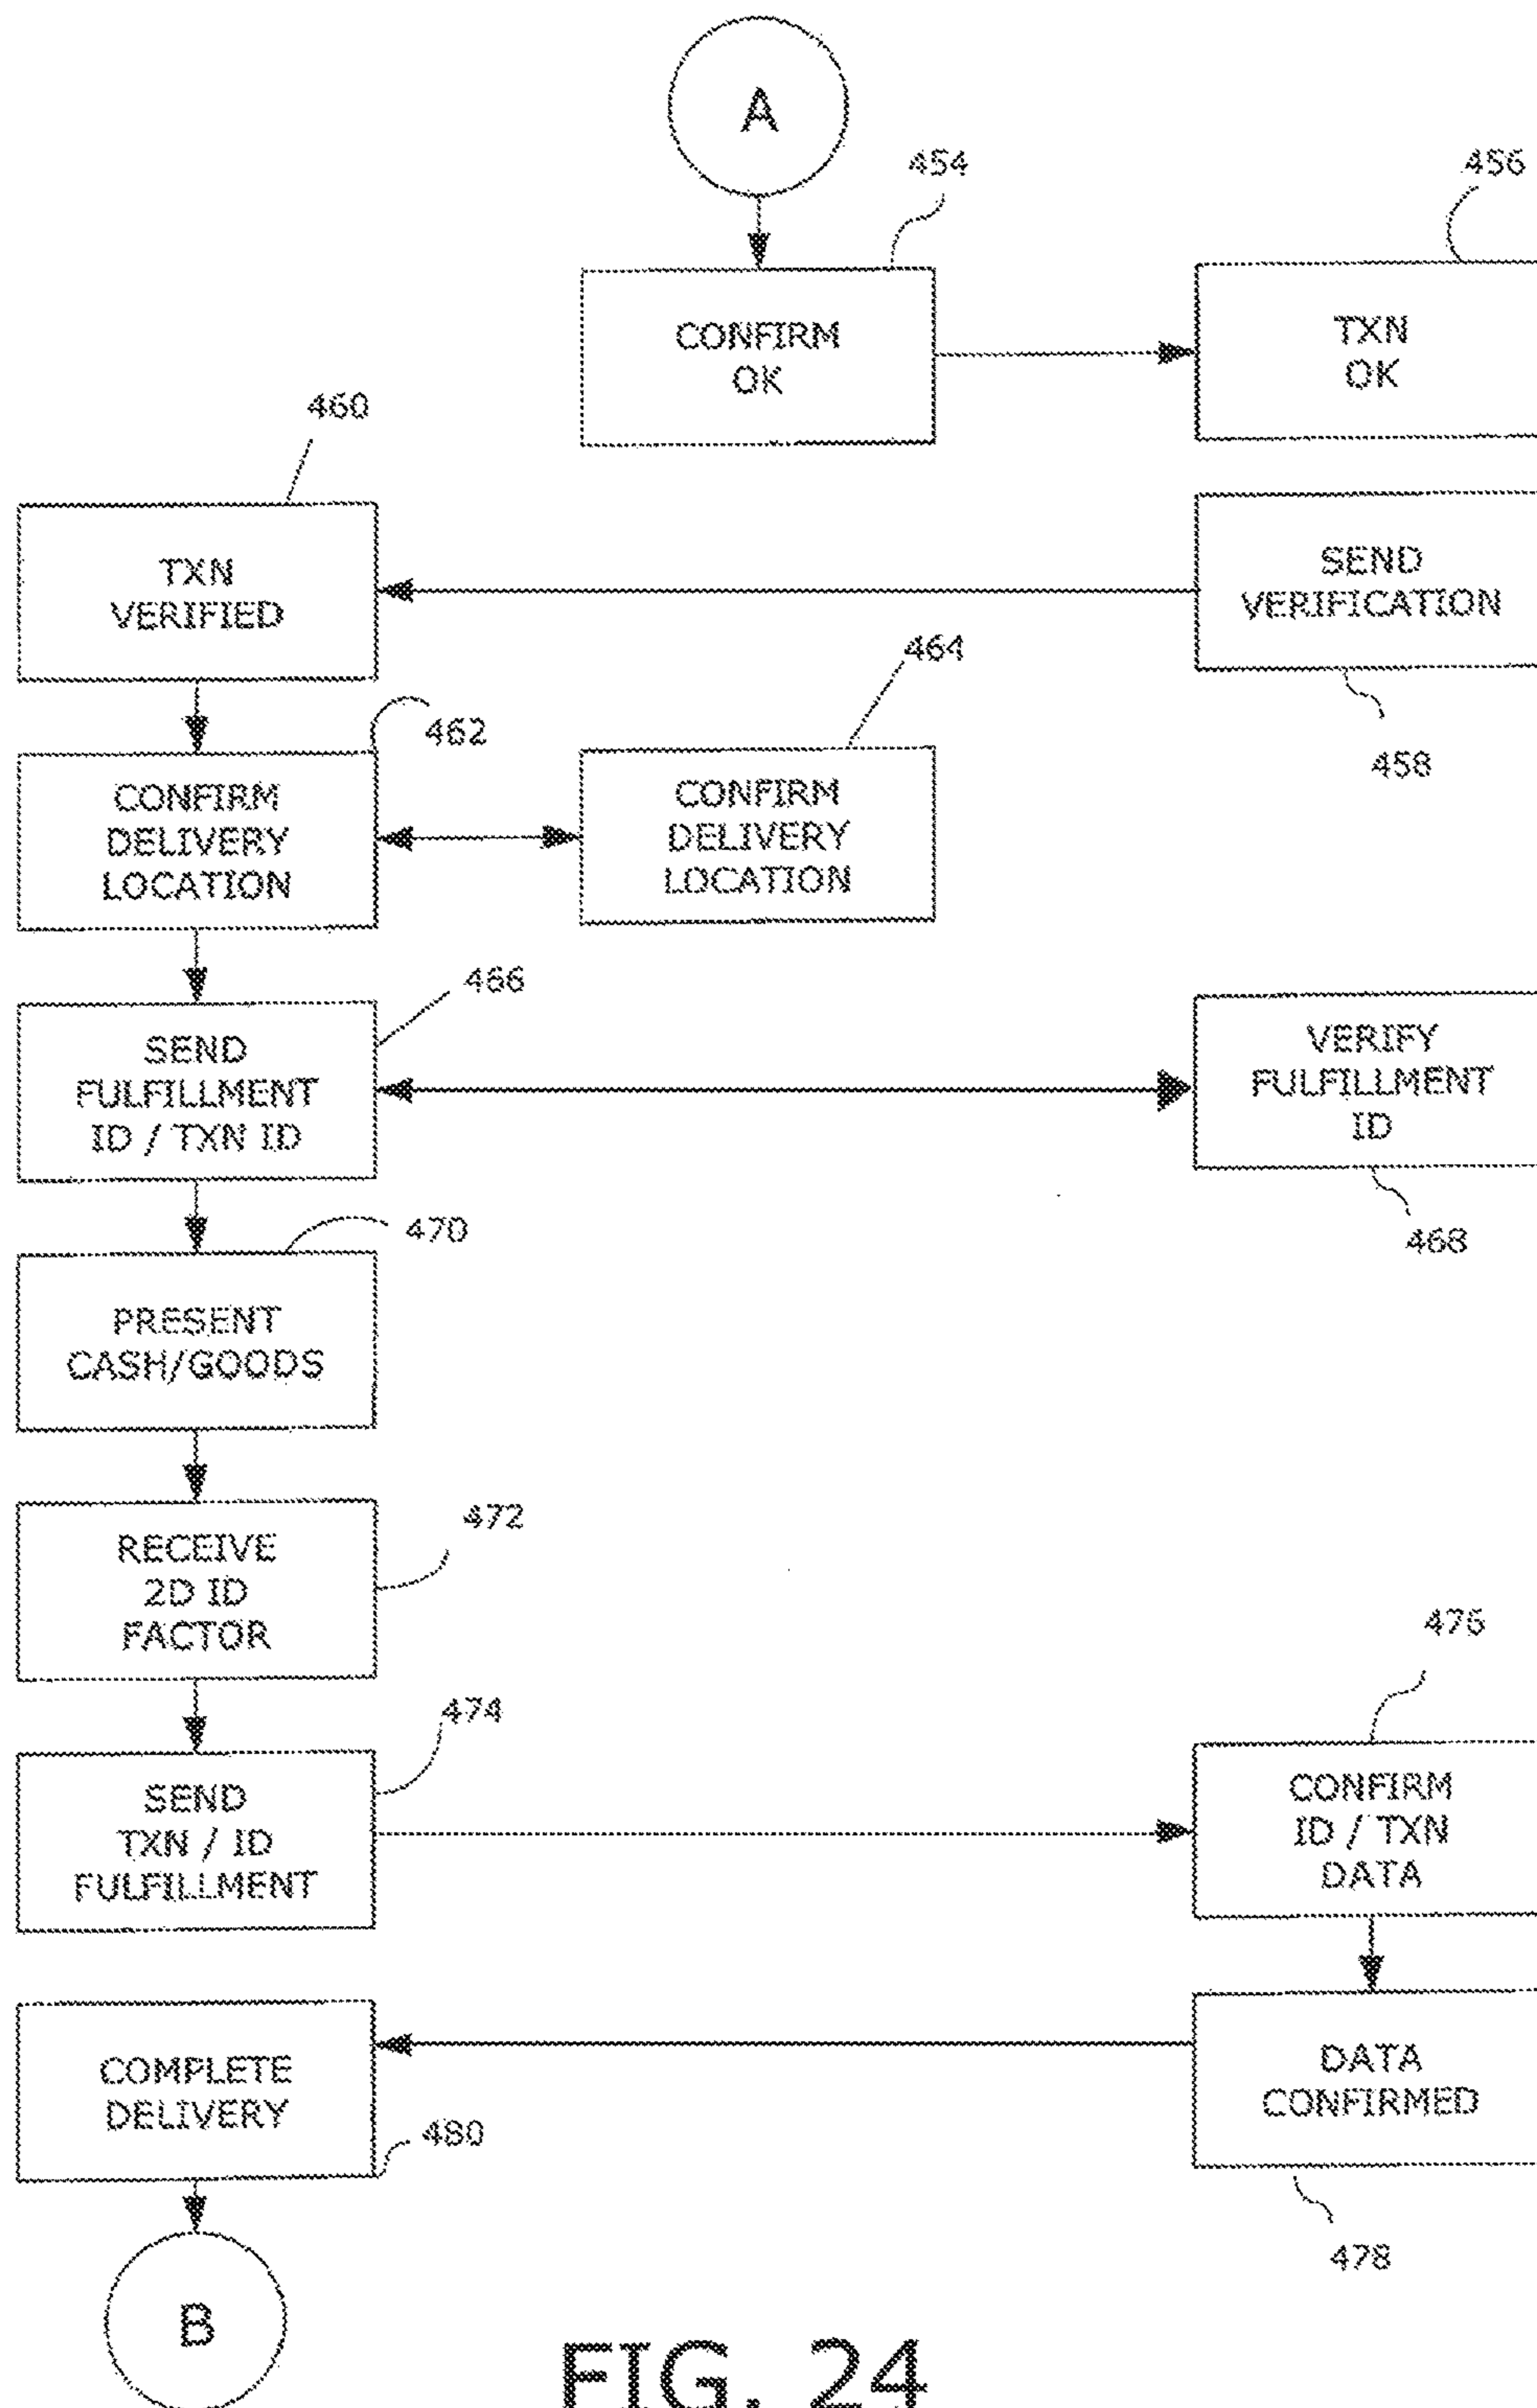 A
454
456
CONFIRM
OK
TXN
OK
460
TXN
VERIFIED
SEND
VERIFICATION
458
462
464
CONFIRM
DELIVERY
LOCATION
CONFIRM
DELIVERY
LOCATION
466
SEND
FULFILLMENT
ID / TXN ID
VERIFY
FULFILLMENT
ID
468
470
PRESENT
CASH/GOODS
472
RECEIVE
2D ID
FACTOR
474
476
SEND
TXN / ID
FULFILLMENT
CONFIRM
ID / TXN
DATA
COMPLETE
DELIVERY
480
DATA
CONFIRMED
478
B
FIG. 24